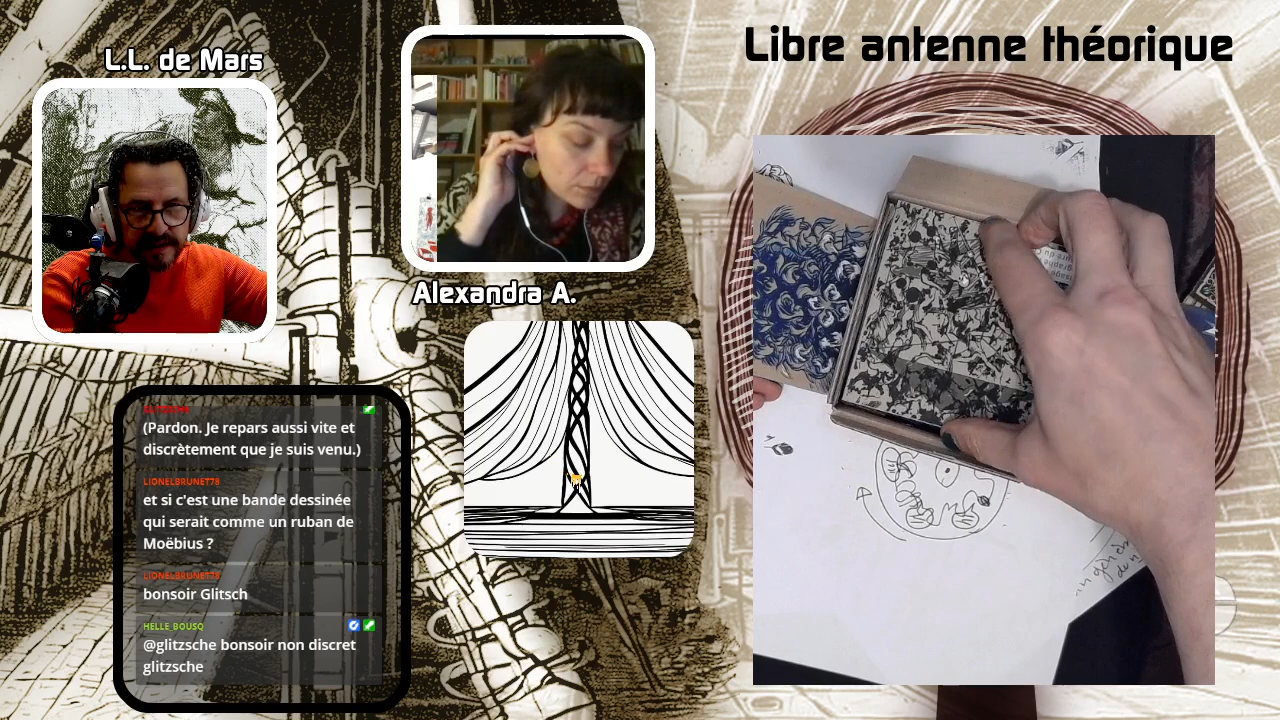 L.L. de Mars
Libre antenne théorique
Alexandra A.
GLITZSCHE
(Pardon. Je repars aussi vite et
discrètement que je suis venu.)
LIONELBRUNET78
et si c'est une bande dessinée
qui serait comme un ruban de
Moëbius ?
LIONELBRUNET78
bonsoir Glitsch
HELLE_BOUSQ
@glitzsche bonsoir non discret
glitzsche